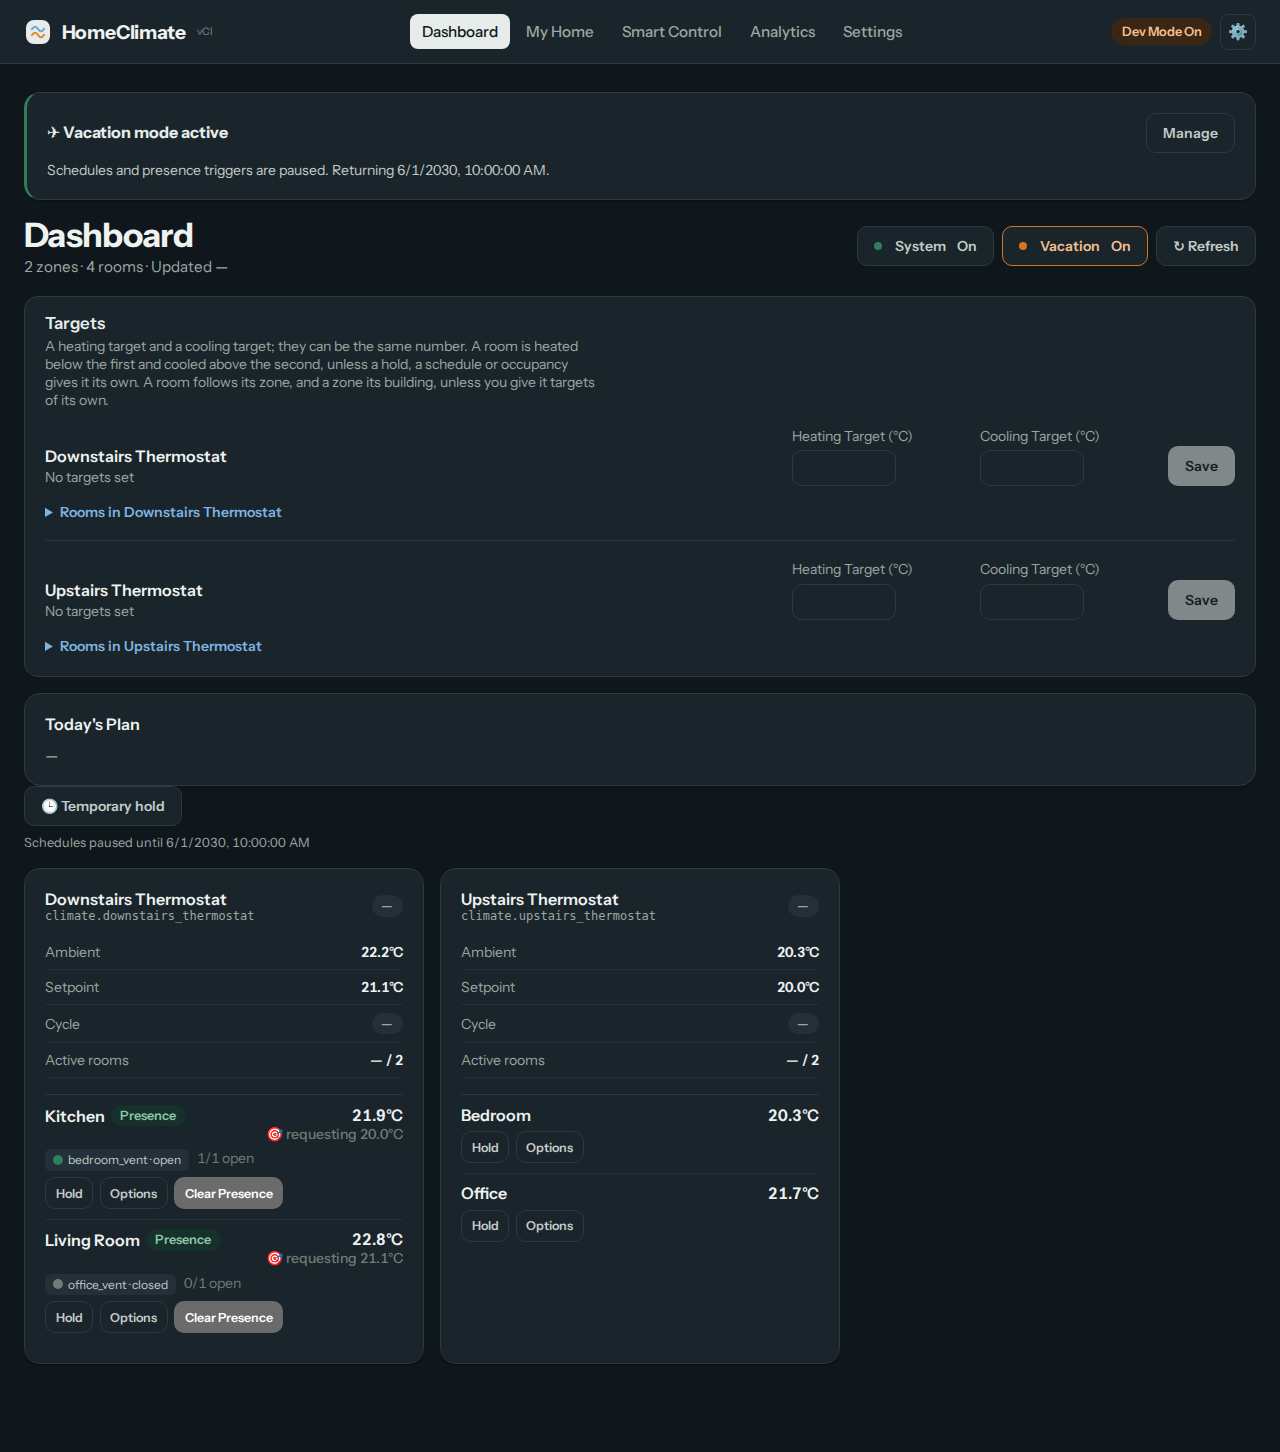 HomeClimate vCI
Dashboard
My Home
Smart Control
Analytics
Settings
Dev Mode On
✈ Vacation mode active
Manage
Schedules and presence triggers are paused. Returning 6/1/2030, 10:00:00 AM.
Dashboard
2 zones · 4 rooms · Updated —
System On
Vacation On
↻ Refresh
Targets
A heating target and a cooling target; they can be the same number. A room is heated
below the first and cooled above the second, unless a hold, a schedule or occupancy
gives it its own. A room follows its zone, and a zone its building, unless you give it targets
of its own.
Heating Target (°C)
Cooling Target (°C)
Downstairs Thermostat
No targets set
Save
▶ Rooms in Downstairs Thermostat
Heating Target (°C)
Cooling Target (°C)
Upstairs Thermostat
No targets set
Save
▶ Rooms in Upstairs Thermostat
Today's Plan
—
🕒 Temporary hold
Schedules paused until 6/1/2030, 10:00:00 AM
Downstairs Thermostat
climate.downstairs_thermostat
—
Ambient 22.2°C
Setpoint 21.1°C
Cycle —
Active rooms — / 2
Kitchen Presence 21.9°C
🎯 requesting 20.0°C
bedroom_vent · open 1/1 open
Hold
Options
Clear Presence
Living Room Presence 22.8°C
🎯 requesting 21.1°C
office_vent · closed 0/1 open
Hold
Options
Clear Presence
Upstairs Thermostat
climate.upstairs_thermostat
—
Ambient 20.3°C
Setpoint 20.0°C
Cycle —
Active rooms — / 2
Bedroom 20.3°C
Hold
Options
Office 21.7°C
Hold
Options